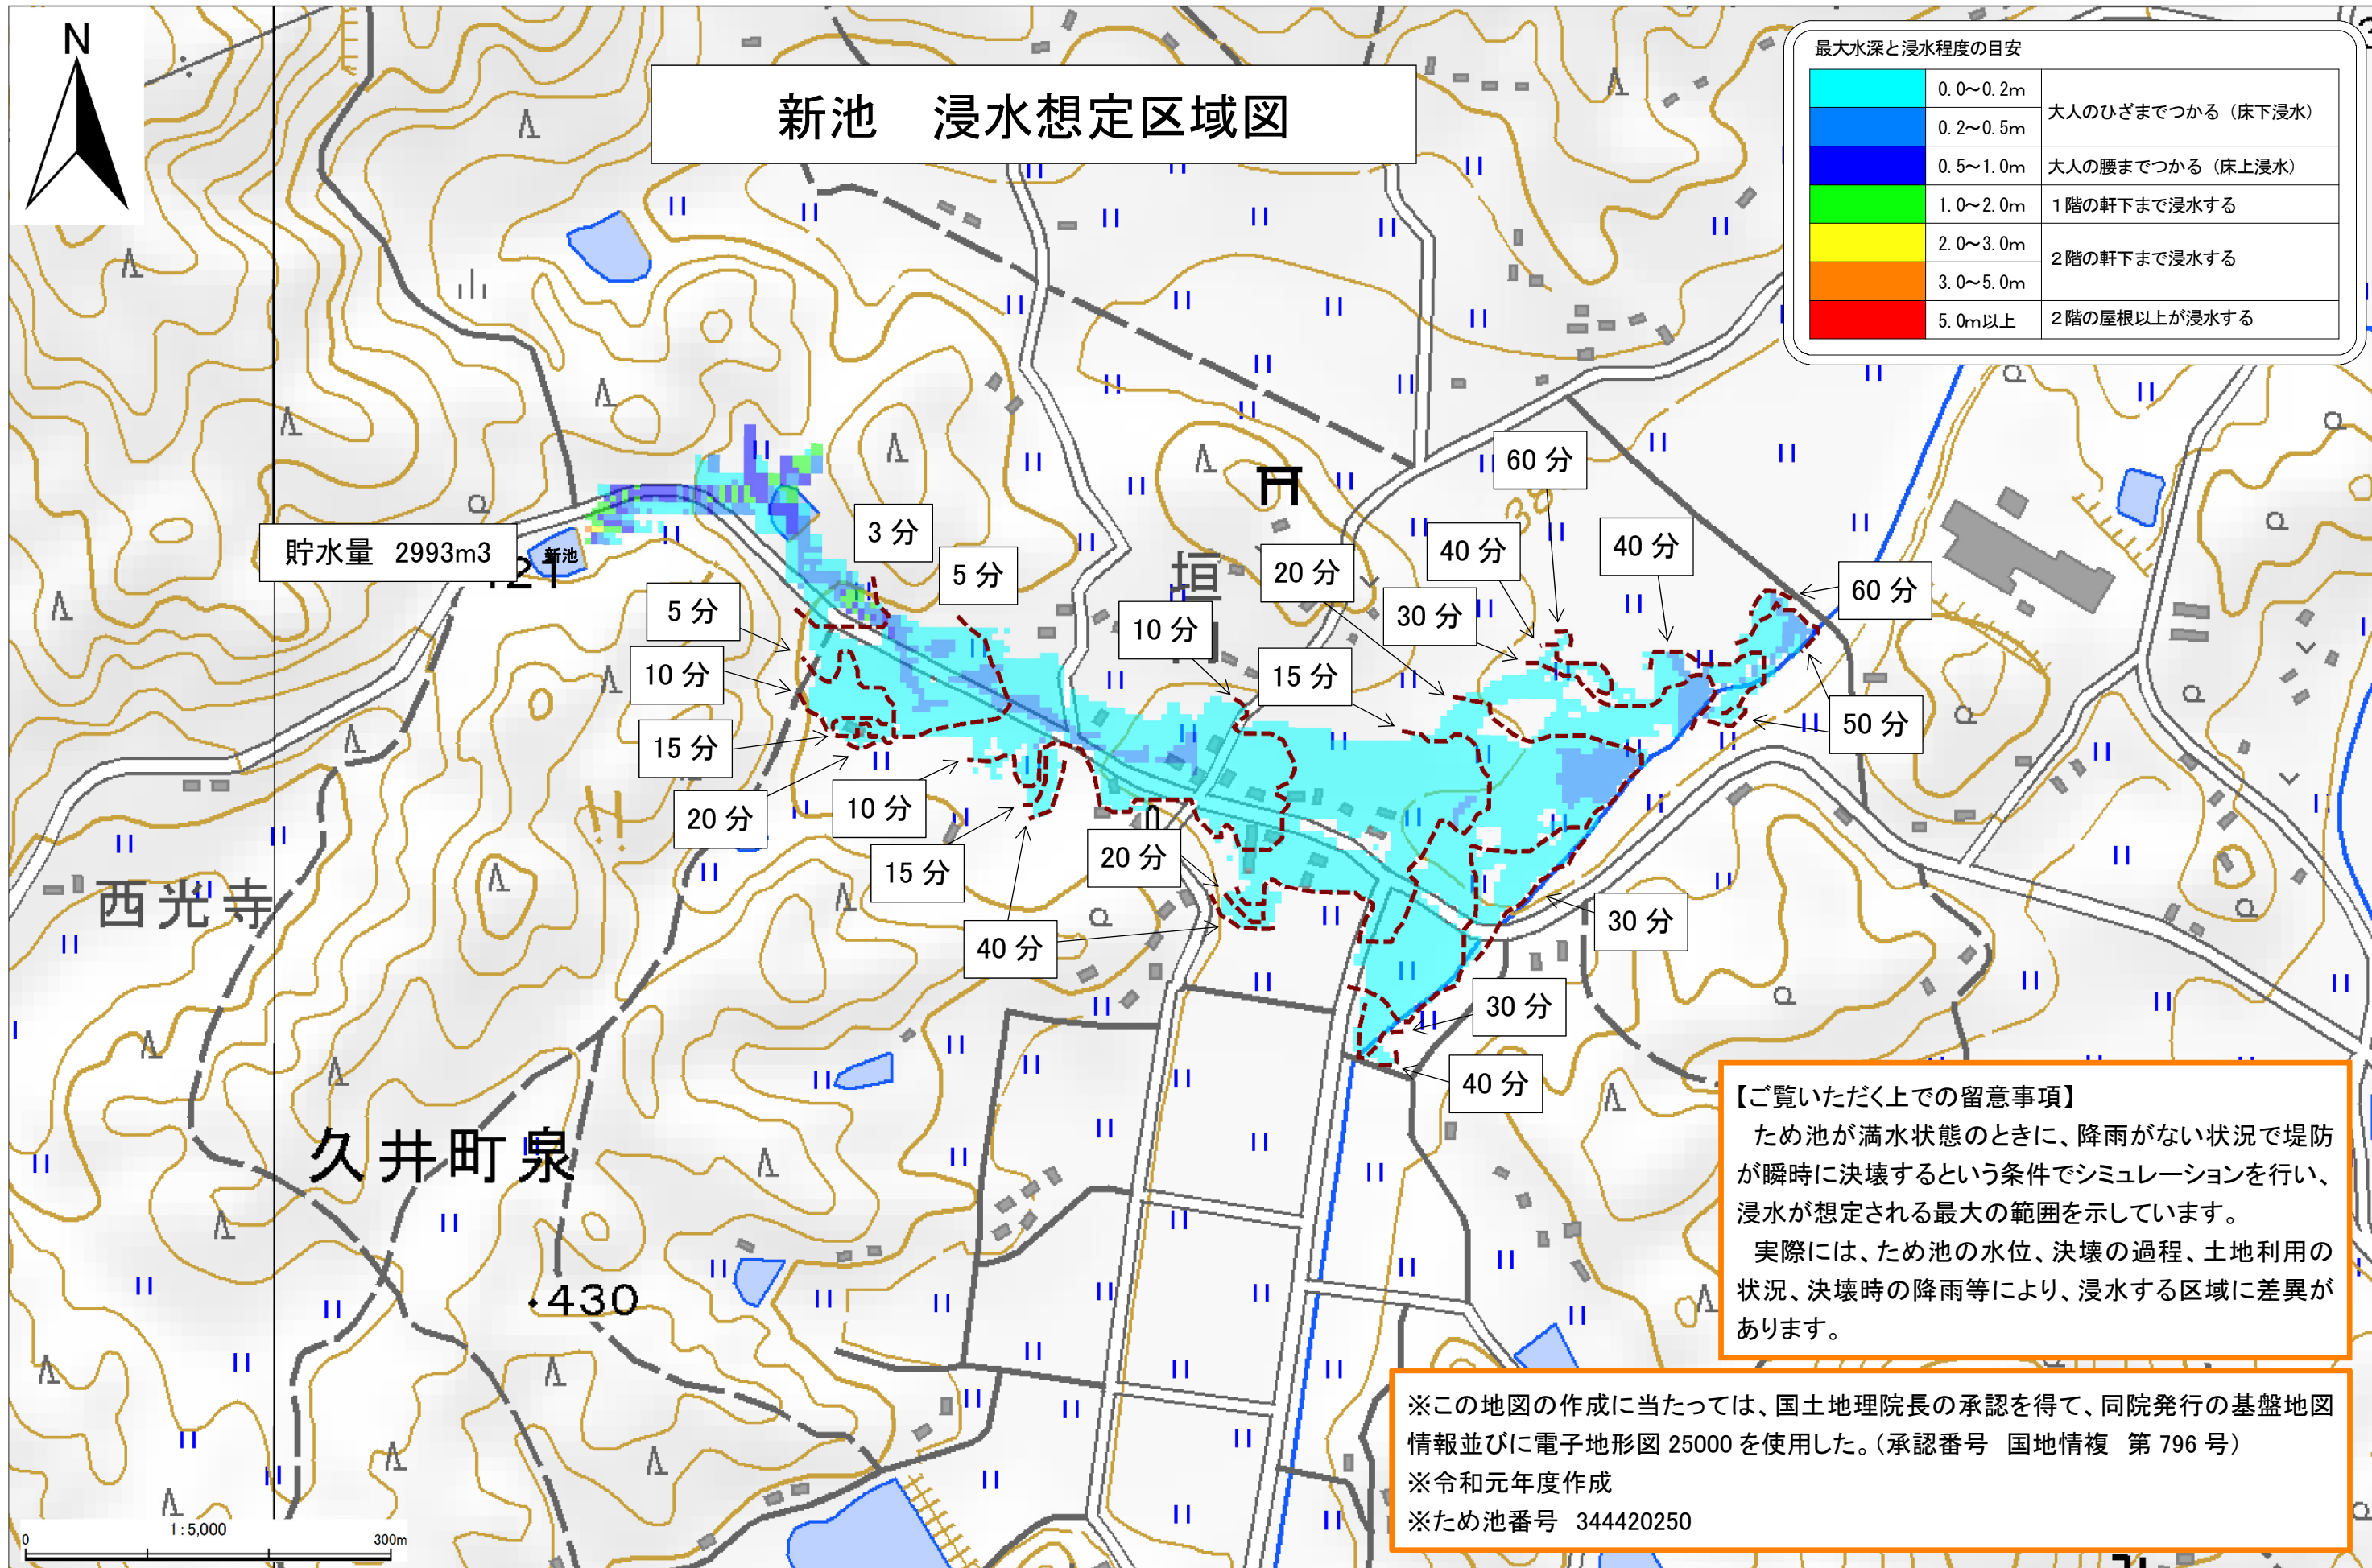 N
新池　浸水想定区域図
最大水深と浸水程度の目安
0.0～0.2m
大人のひざまでつかる（床下浸水）
0.2～0.5m
0.5～1.0m
大人の腰までつかる（床上浸水）
1.0～2.0m
１階の軒下まで浸水する
2.0～3.0m
２階の軒下まで浸水する
3.0～5.0m
5.0m以上
２階の屋根以上が浸水する
貯水量　2993m3
新池
3 分
5 分
5 分
10 分
15 分
20 分
10 分
15 分
40 分
10 分
20 分
15 分
20 分
30 分
40 分
60 分
40 分
60 分
50 分
30 分
30 分
40 分
垣
西光寺
久井町泉
430
【ご覧いただく上での留意事項】
　ため池が満水状態のときに、降雨がない状況で堤防
が瞬時に決壊するという条件でシミュレーションを行い、
浸水が想定される最大の範囲を示しています。
　実際には、ため池の水位、決壊の過程、土地利用の
状況、決壊時の降雨等により、浸水する区域に差異が
あります。
※この地図の作成に当たっては、国土地理院長の承認を得て、同院発行の基盤地図
情報並びに電子地形図 25000 を使用した。（承認番号　国地情複　第 796 号）
※令和元年度作成
※ため池番号　344420250
1:5,000
0
300m